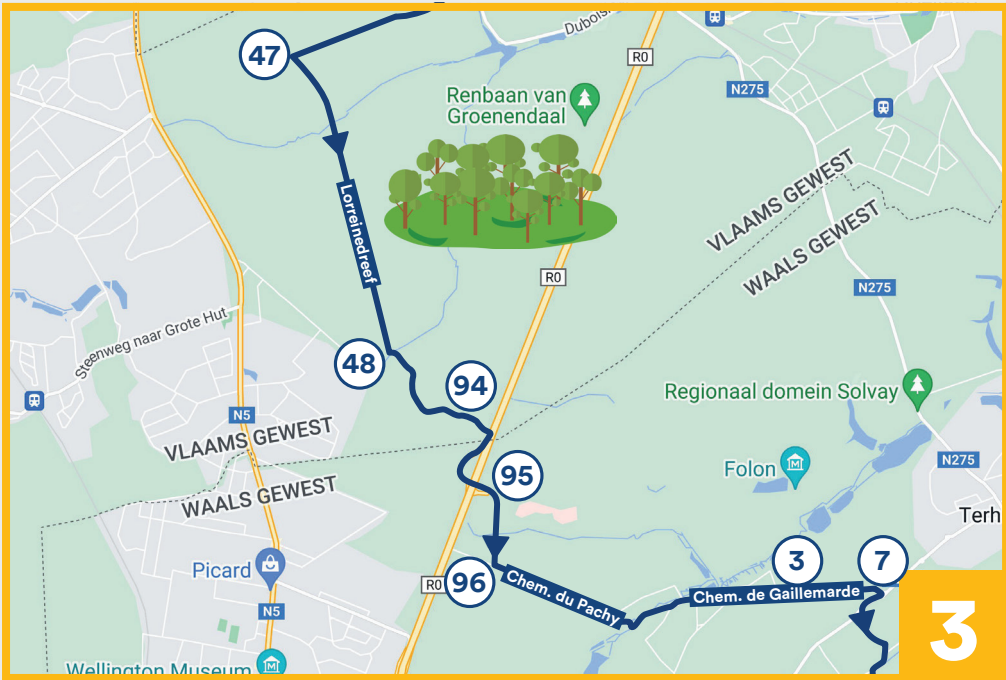 47
Dubois
R0
N275
Renbaan van
Groenendaal
Lorreinedreef
VLAAMS GEWEST
WAALS GEWEST
R0
N275
Steenweg naar Grote Hut
48
94
Regionaal domein Solvay
N5
VLAAMS GEWEST
WAALS GEWEST
95
Folon
N275
Terh
Picard
R0
96
Chem. du Pachy
3
7
Chem. de Gaillemarde
N5
3
Wellington Museum